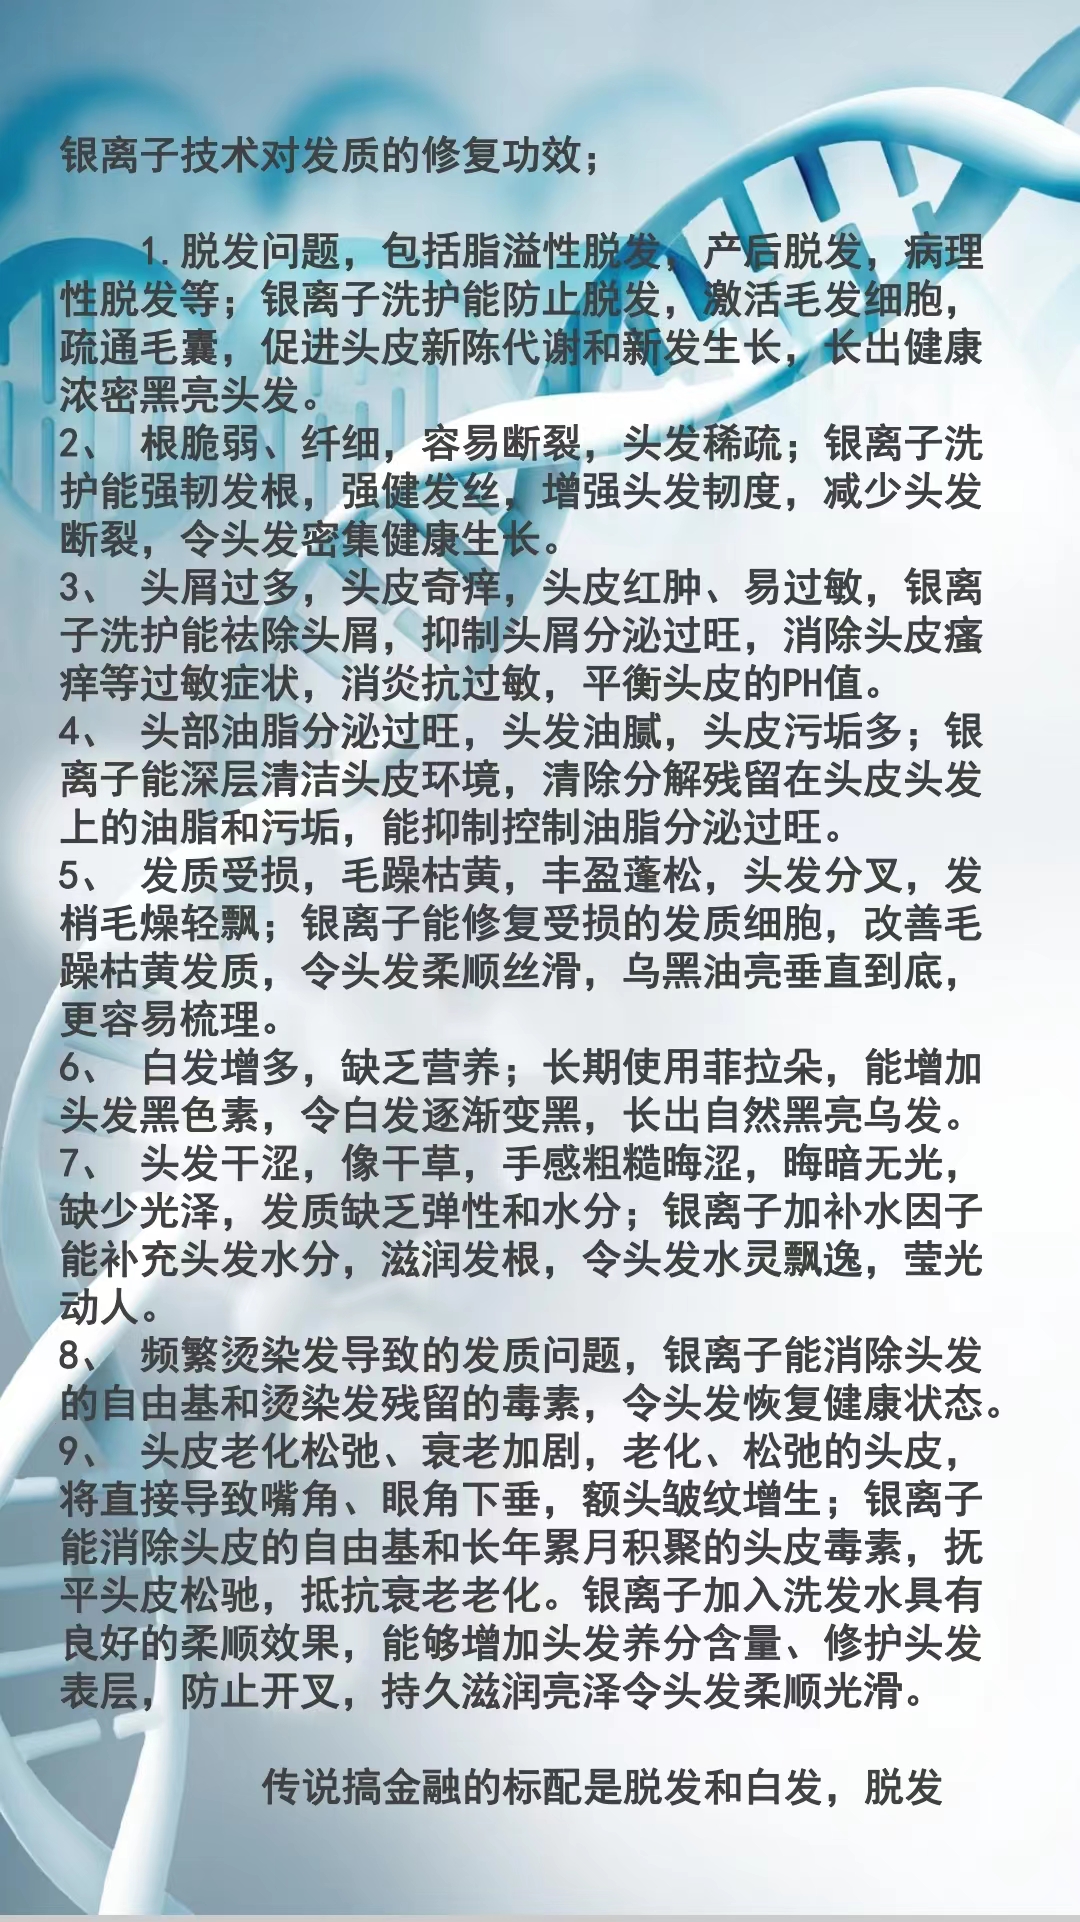 银离子技术对发质的修复功效；
1.脱发问题，包括脂溢性脱发，产后脱发，病理
性脱发等；银离子洗护能防止脱发，激活毛发细胞，
疏通毛囊，促进头皮新陈代谢和新发生长，长出健康
浓密黑亮头发。
2、 根脆弱、纤细，容易断裂，头发稀疏；银离子洗
护能强韧发根，强健发丝，增强头发韧度，减少头发
断裂，令头发密集健康生长。
3、 头屑过多，头皮奇痒，头皮红肿、易过敏，银离
子洗护能祛除头屑，抑制头屑分泌过旺，消除头皮瘙
痒等过敏症状，消炎抗过敏，平衡头皮的PH值。
4、 头部油脂分泌过旺，头发油腻，头皮污垢多；银
离子能深层清洁头皮环境，清除分解残留在头皮头发
上的油脂和污垢，能抑制控制油脂分泌过旺。
5、 发质受损，毛躁枯黄，丰盈蓬松，头发分叉，发
梢毛燥轻飘；银离子能修复受损的发质细胞，改善毛
躁枯黄发质，令头发柔顺丝滑，乌黑油亮垂直到底，
更容易梳理。
6、 白发增多，缺乏营养；长期使用菲拉朵，能增加
头发黑色素，令白发逐渐变黑，长出自然黑亮乌发。
7、 头发干涩，像干草，手感粗糙晦涩，晦暗无光，
缺少光泽，发质缺乏弹性和水分；银离子加补水因子
能补充头发水分，滋润发根，令头发水灵飘逸，莹光
动人。
8、 频繁烫染发导致的发质问题，银离子能消除头发
的自由基和烫染发残留的毒素，令头发恢复健康状态。
9、 头皮老化松弛、衰老加剧，老化、松弛的头皮，
将直接导致嘴角、眼角下垂，额头皱纹增生；银离子
能消除头皮的自由基和长年累月积聚的头皮毒素，抚
平头皮松驰，抵抗衰老老化。银离子加入洗发水具有
良好的柔顺效果，能够增加头发养分含量、修护头发
表层，防止开叉，持久滋润亮泽令头发柔顺光滑。
传说搞金融的标配是脱发和白发，脱发